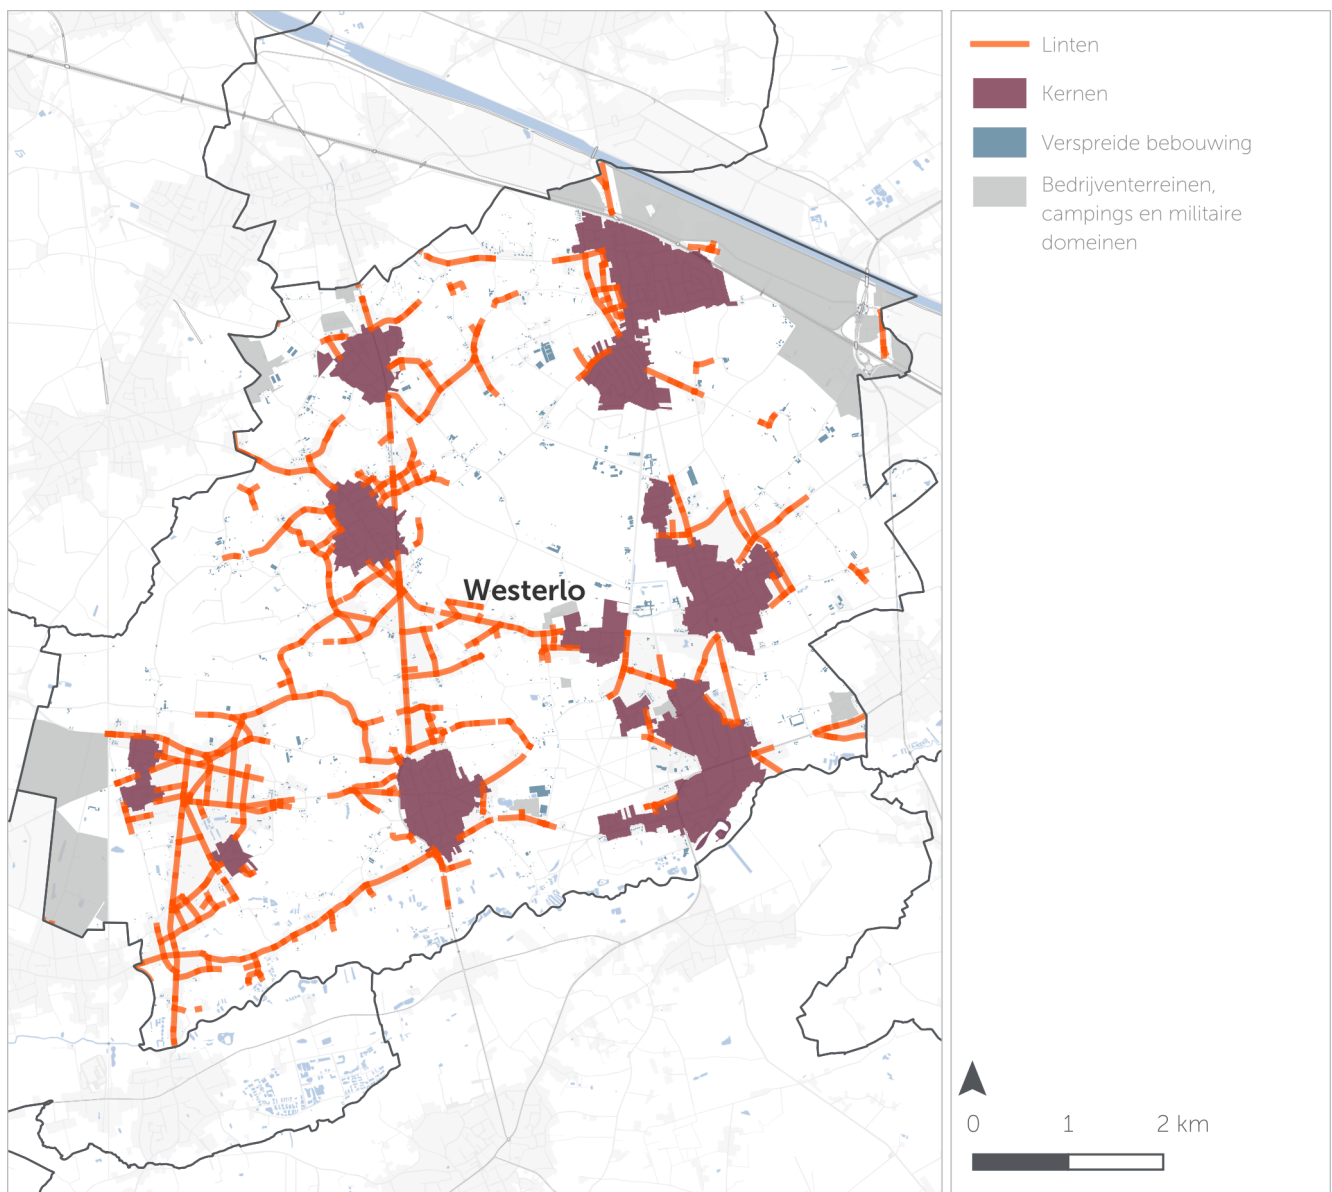 Linten
Kernen
Verspreide bebouwing
Bedrijventerreinen,
campings en militaire
domeinen
Westerlo
0 1 2 km